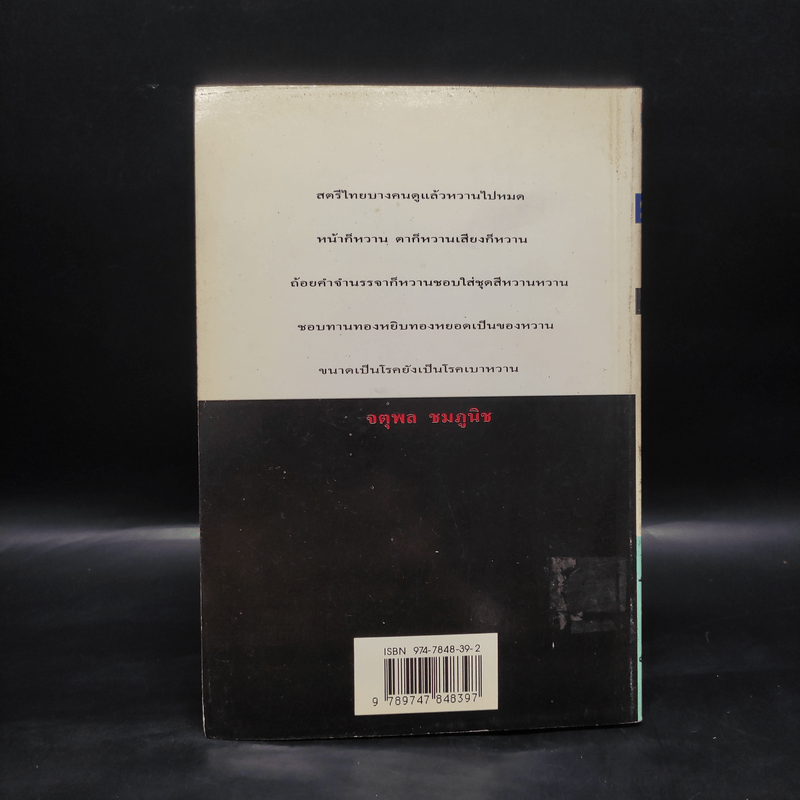 สตรีไทยบางคนดูแล้วหวานไปหมด
หน้าก็หวาน ตาก็หวานเสียงก็หวาน
ถ้อยคำจำนรรจาก็หวานชอบใส่ชุดสีหวานหวาน
ชอบทานทองหยิบทองหยอดเป็นของหวาน
ขนาดเป็นโรคยังเป็นโรคเบาหวาน
จตุพล ชมภูนิช
ISBN 974-7848-39-2
9 789747 848397